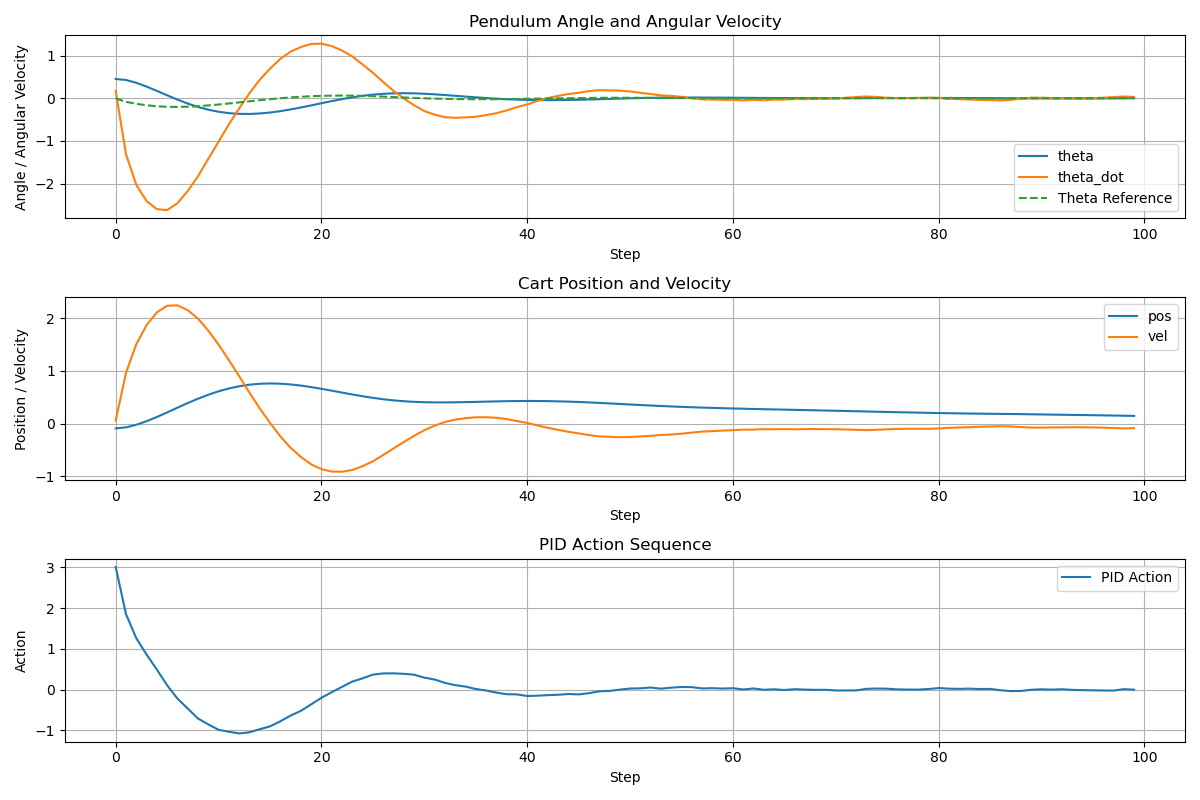 Pendulum Angle and Angular Velocity
Angle / Angular Velocity
1
0
−1
−2
theta
theta_dot
Theta Reference
0 20 40 60 80 100
Step
Cart Position and Velocity
Position / Velocity
2
1
0
−1
pos
vel
0 20 40 60 80 100
Step
PID Action Sequence
Action
3
2
1
0
−1
PID Action
0 20 40 60 80 100
Step